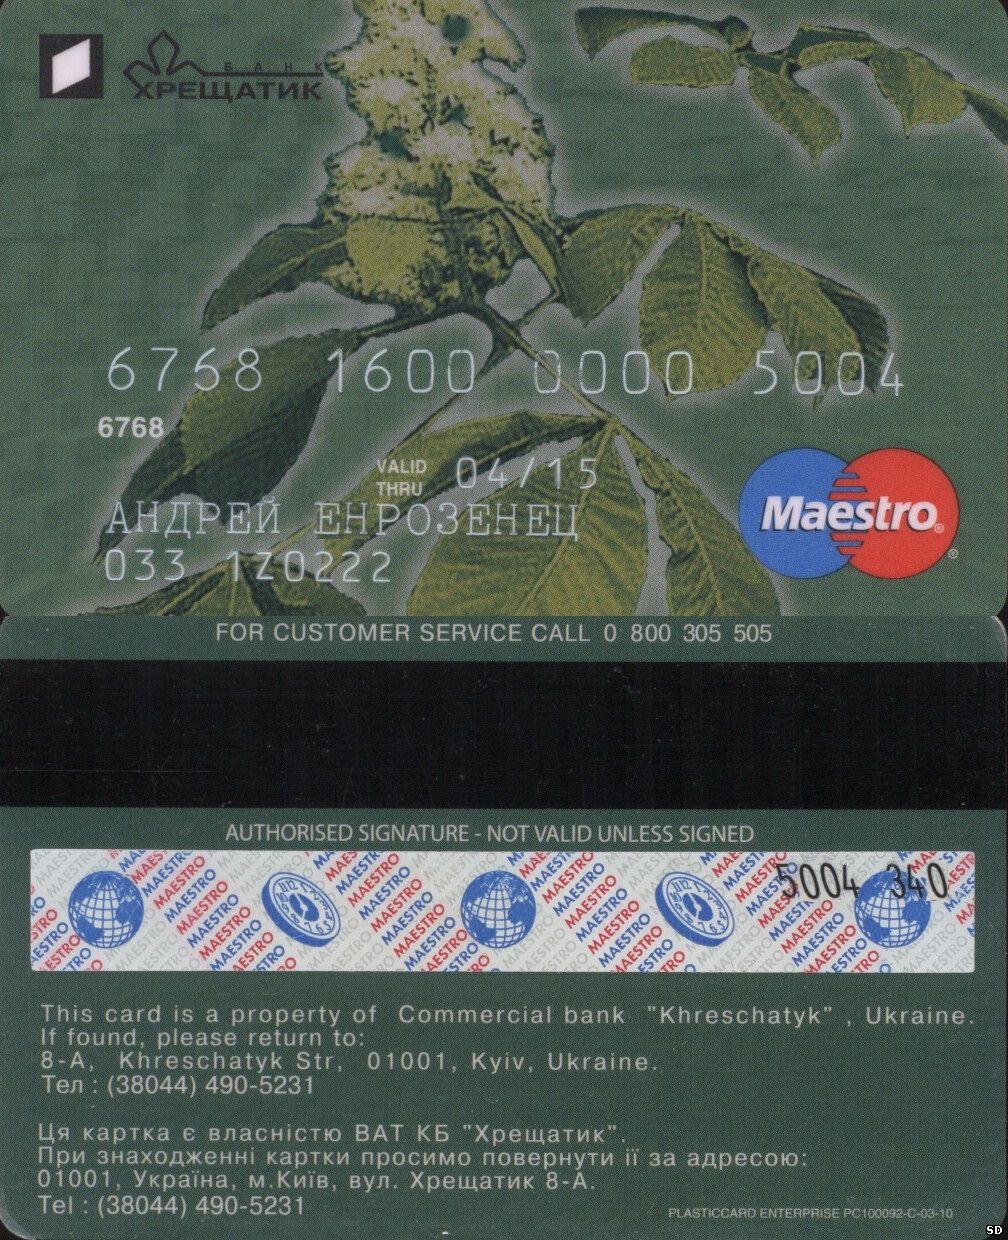 БАНК
ХРЕЩАТИК
6768 1600 0000 5004
6768
VALID THRU 04/15
АНДРЕЙ ЕНРОЗЕНЕЦ
033 1Z0222
Maestro
FOR CUSTOMER SERVICE CALL 0 800 305 505
AUTHORISED SIGNATURE - NOT VALID UNLESS SIGNED
MAESTRO MAESTRO MAESTRO MAESTRO
5004 340
This card is a property of Commercial bank "Khreschatyk" , Ukraine.
If found, please return to:
8-A, Khreschatyk Str, 01001, Kyiv, Ukraine.
Тел : (38044) 490-5231
Ця картка є власністю ВАТ КБ "Хрещатик".
При знаходженні картки просимо повернути її за адресою:
01001, Україна, м.Київ, вул. Хрещатик 8-А.
Tel : (38044) 490-5231
PLASTICCARD ENTERPRISE PC100092-C-03-10
SD